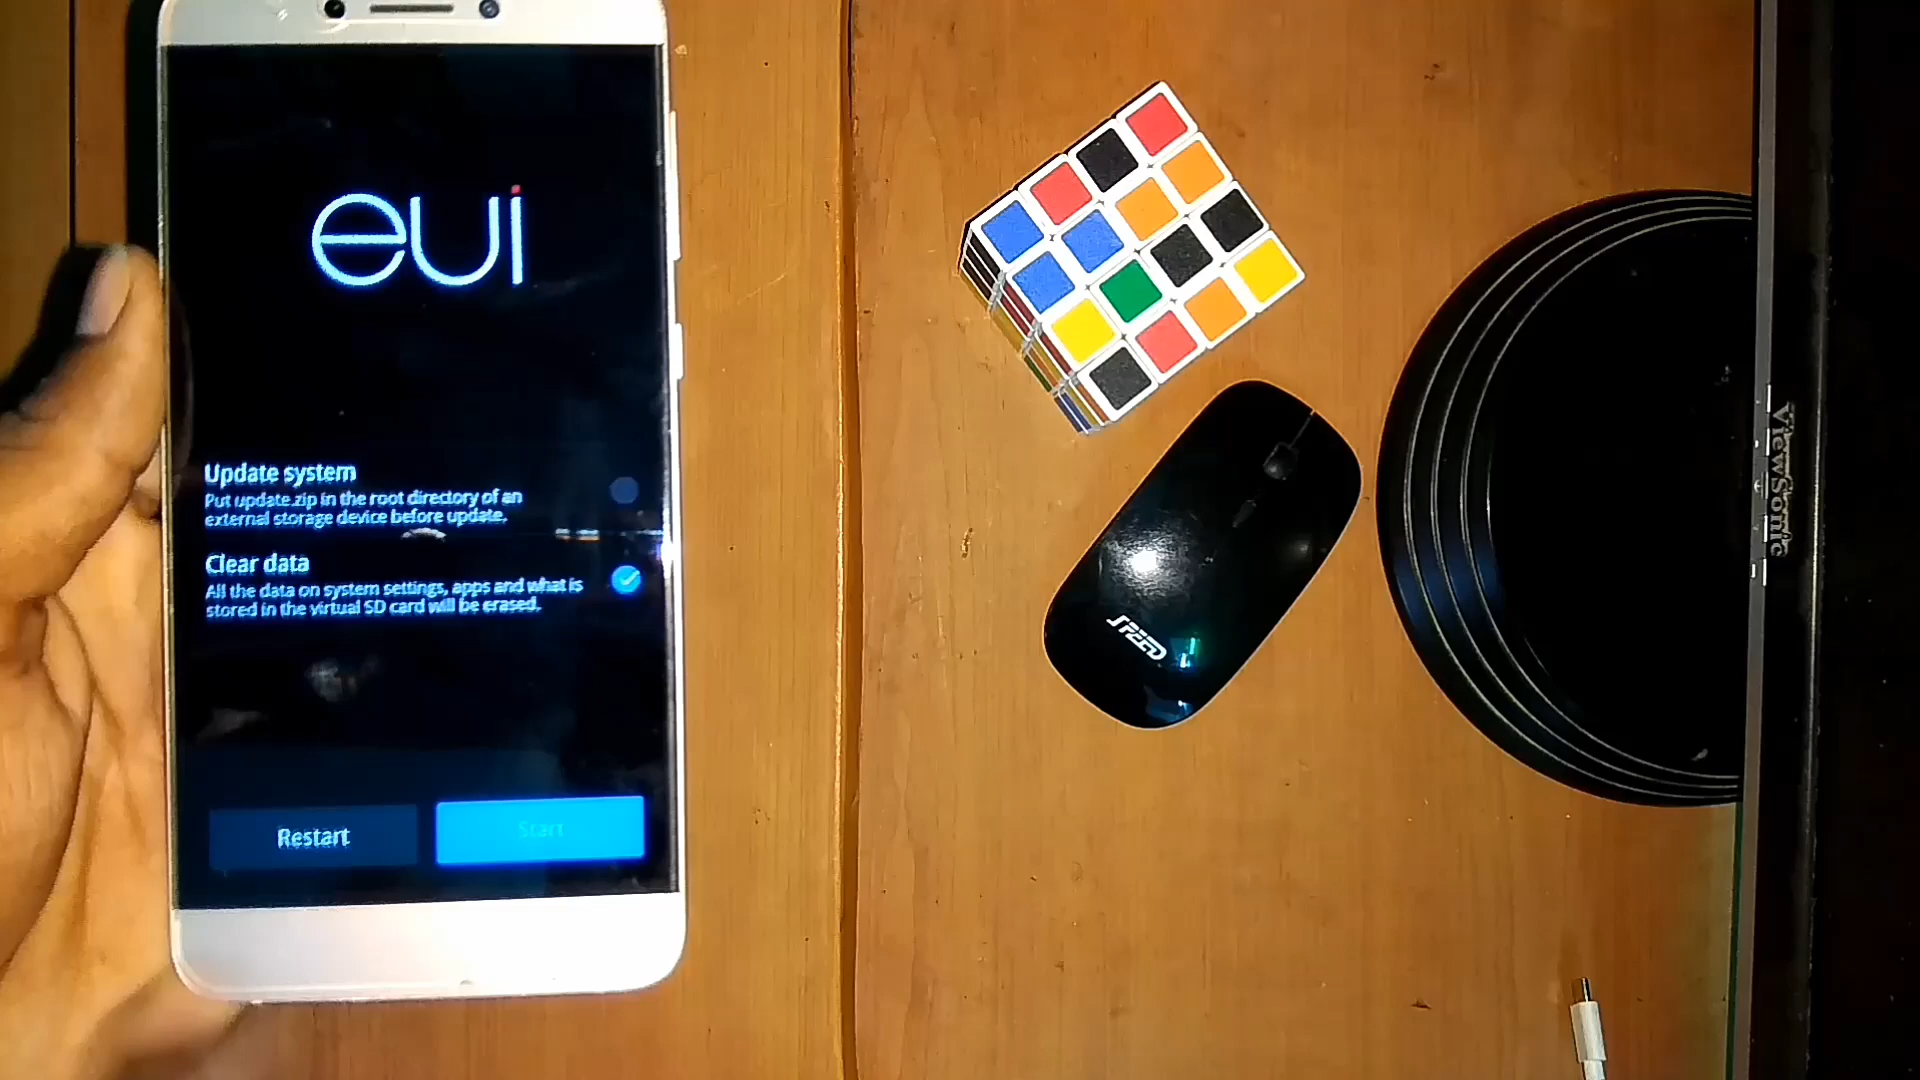 eui
Update system
Put update.zip in the root directory of an
external storage device before update.
Clear data
All the data on system settings, apps and what is
stored in the virtual SD card will be erased.
Restart
Start
SPEED
ViewSonic